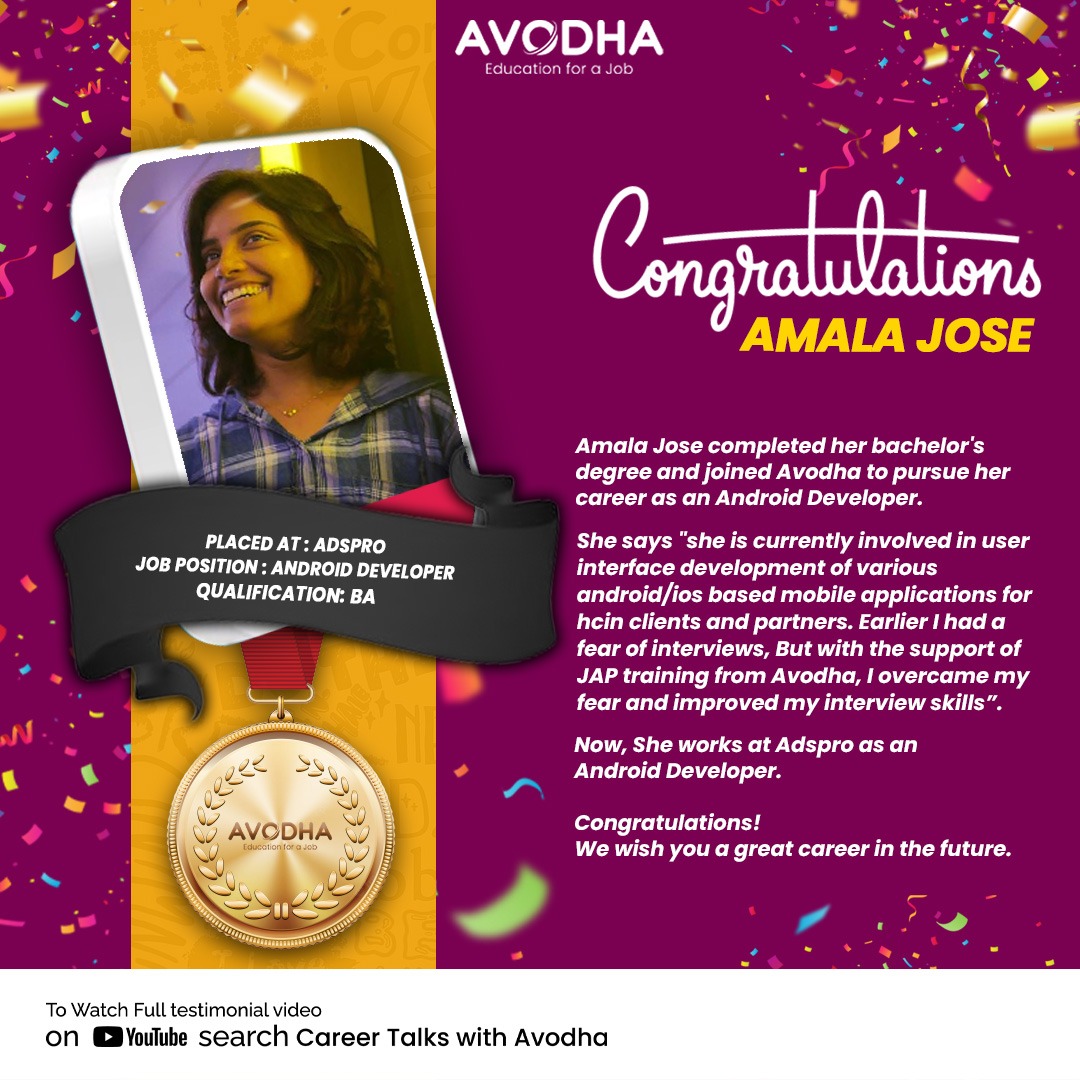 AVODHA
Education for a Job
Congratulations
AMALA JOSE
PLACED AT : ADSPRO
JOB POSITION : ANDROID DEVELOPER
QUALIFICATION: BA
Amala Jose completed her bachelor's
degree and joined Avodha to pursue her
career as an Android Developer.
She says "she is currently involved in user
interface development of various
android/ios based mobile applications for
hcin clients and partners. Earlier I had a
fear of interviews, But with the support of
JAP training from Avodha, I overcame my
fear and improved my interview skills”.
Now, She works at Adspro as an
Android Developer.
Congratulations!
We wish you a great career in the future.
AVODHA
Education for a Job
To Watch Full testimonial video
on YouTube search Career Talks with Avodha